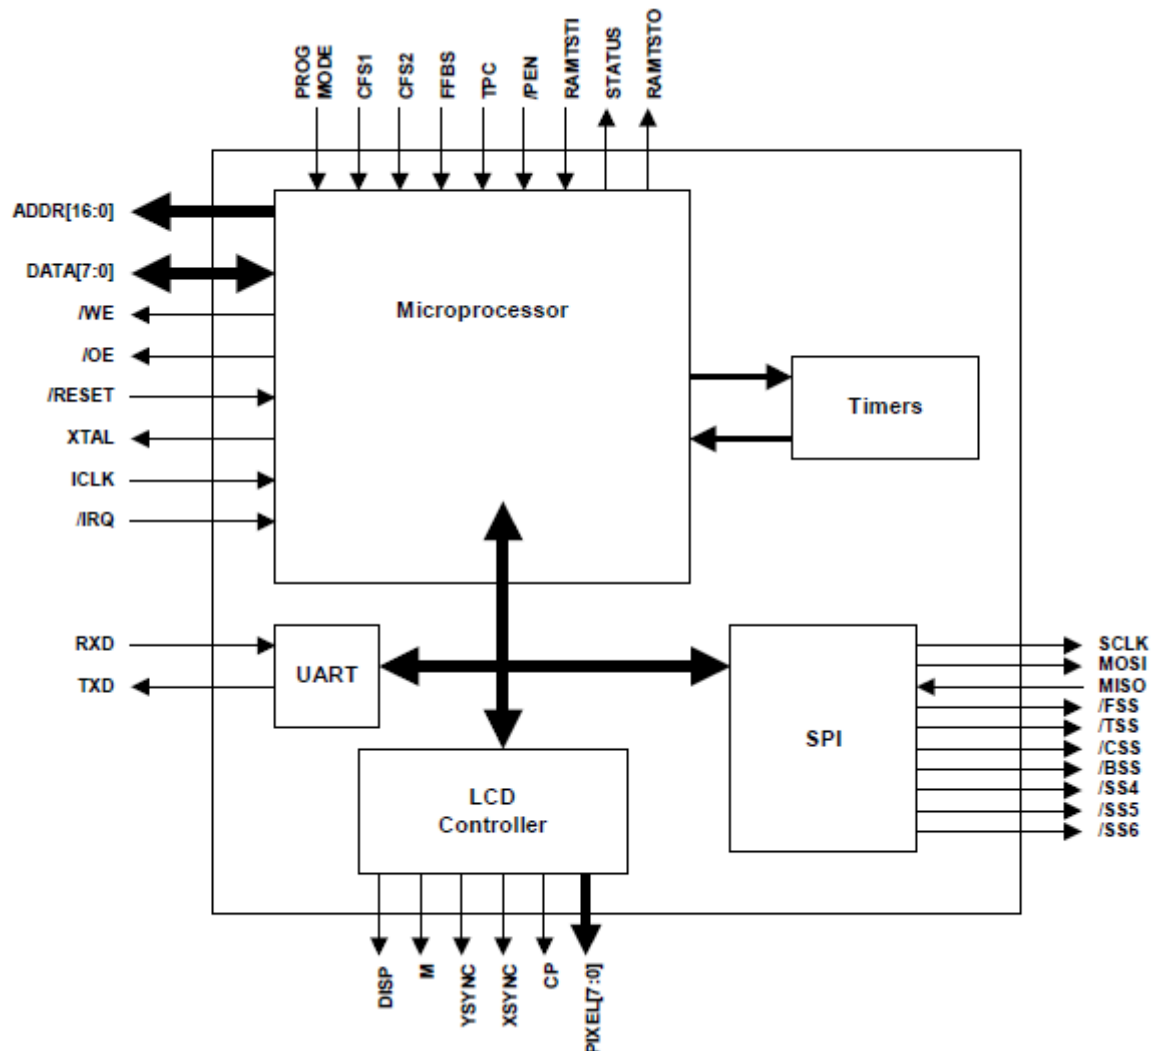 PROG
MODE
CFS1
CFS2
FFBS
TPC
/PEN
RAMTSTI
STATUS
RAMTSTO
ADDR[16:0]
DATA[7:0]
/WE
/OE
/RESET
XTAL
ICLK
/IRQ
Microprocessor
Timers
RXD
TXD
UART
SPI
SCLK
MOSI
MISO
/FSS
/TSS
/CSS
/BSS
/SS4
/SS5
/SS6
LCD
Controller
DISP
M
YSYNC
XSYNC
CP
PIXEL[7:0]